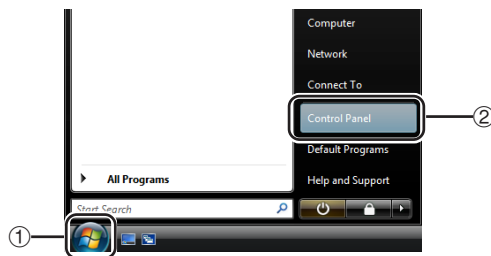 Computer
Network
Connect To
Control Panel
②
Default Programs
All Programs
Help and Support
Start Search
①